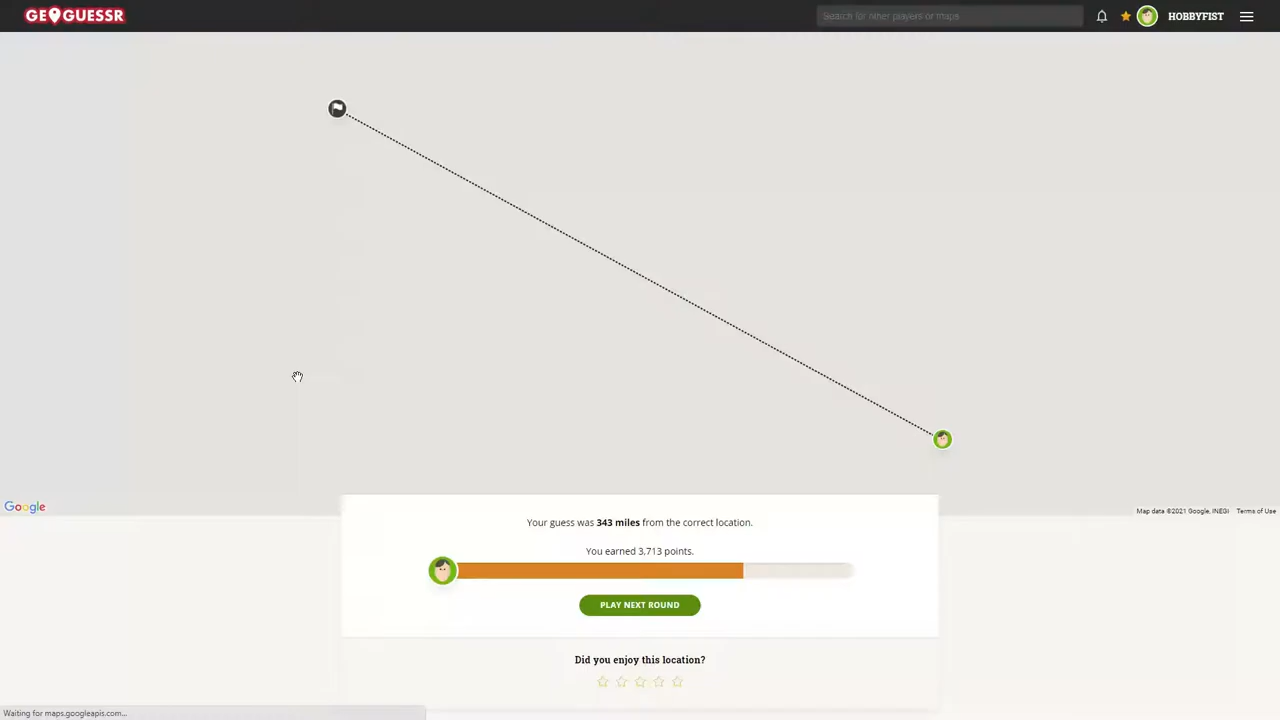 GEOGUESSR
Search for other players or maps
HOBBYFIST
Google
Map data ©2021 Google, INEGI
Terms of Use
Your guess was 343 miles from the correct location.
You earned 3,713 points.
PLAY NEXT ROUND
Did you enjoy this location?
Waiting for maps.googleapis.com...